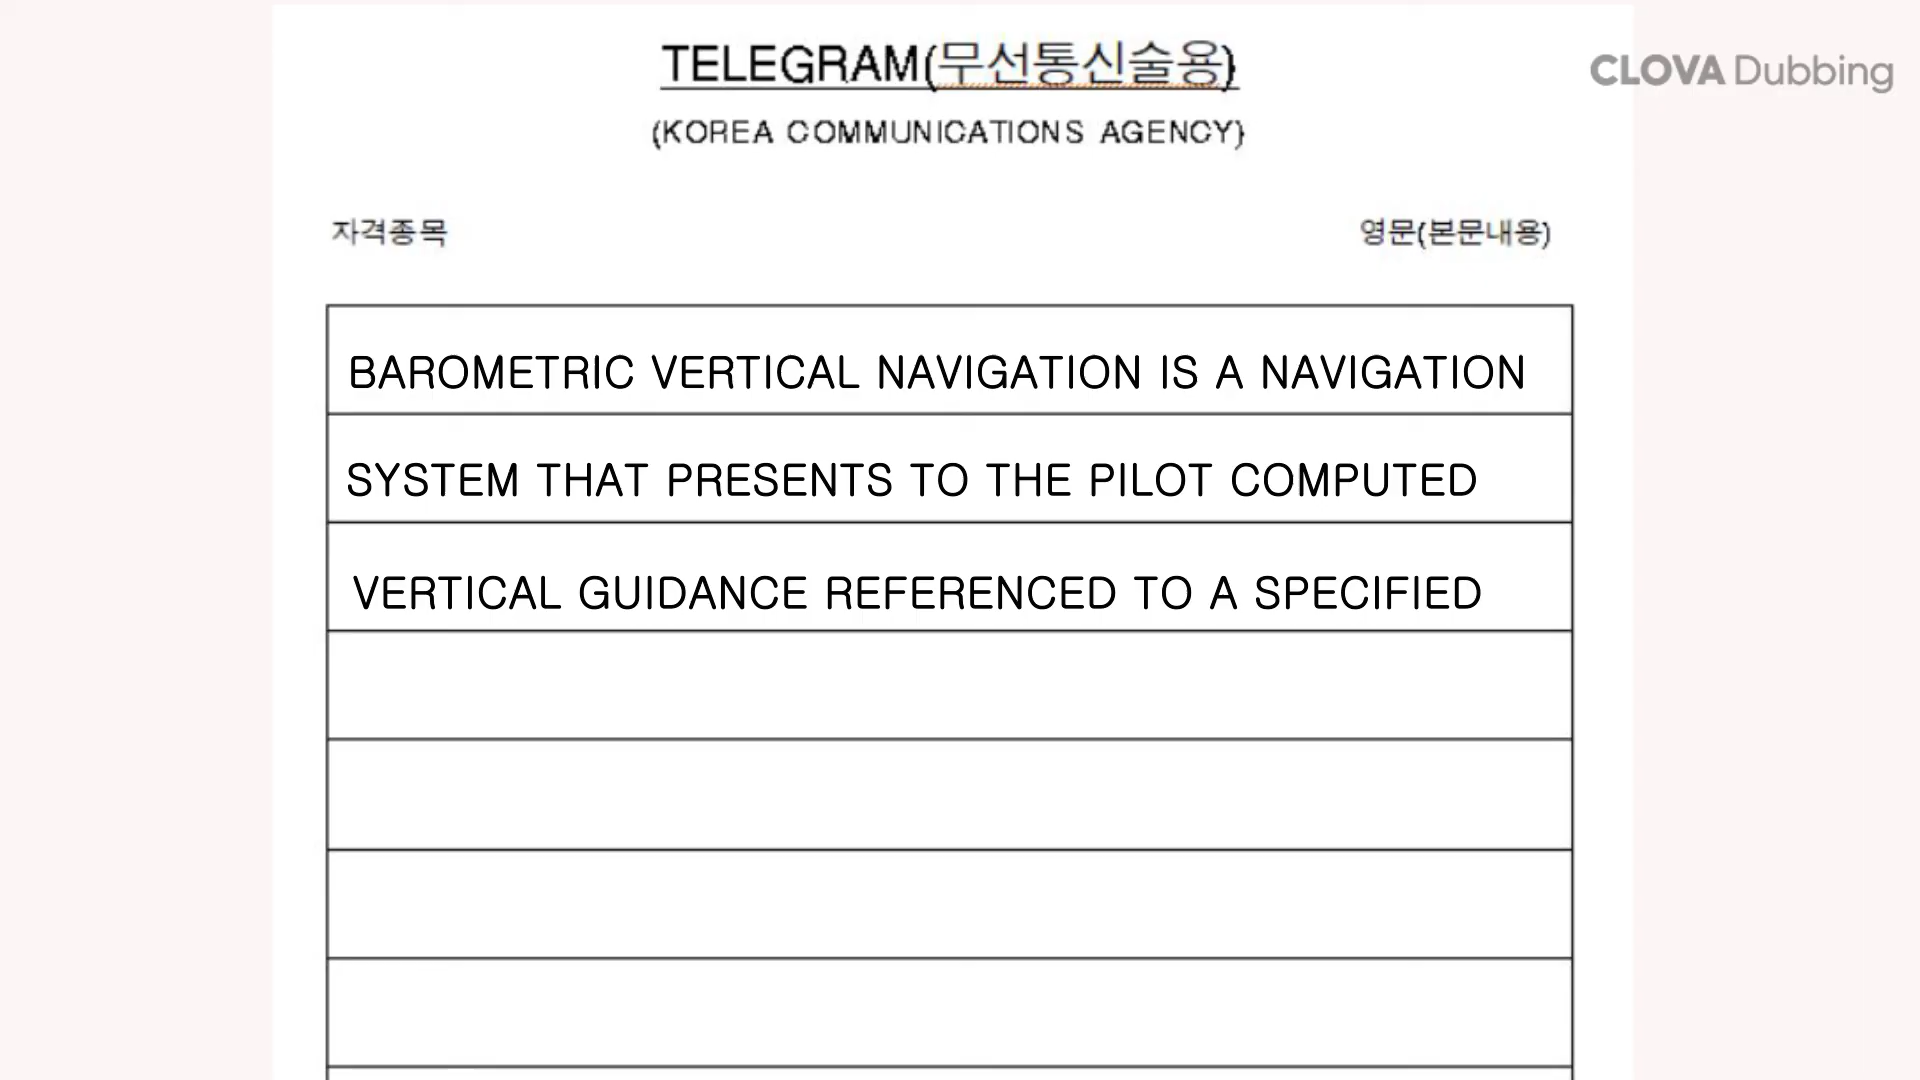 TELEGRAM(무선통신술용)
CLOVA Dubbing
(KOREA COMMUNICATIONS AGENCY)
자격종목
영문(본문내용)
BAROMETRIC VERTICAL NAVIGATION IS A NAVIGATION
SYSTEM THAT PRESENTS TO THE PILOT COMPUTED
VERTICAL GUIDANCE REFERENCED TO A SPECIFIED